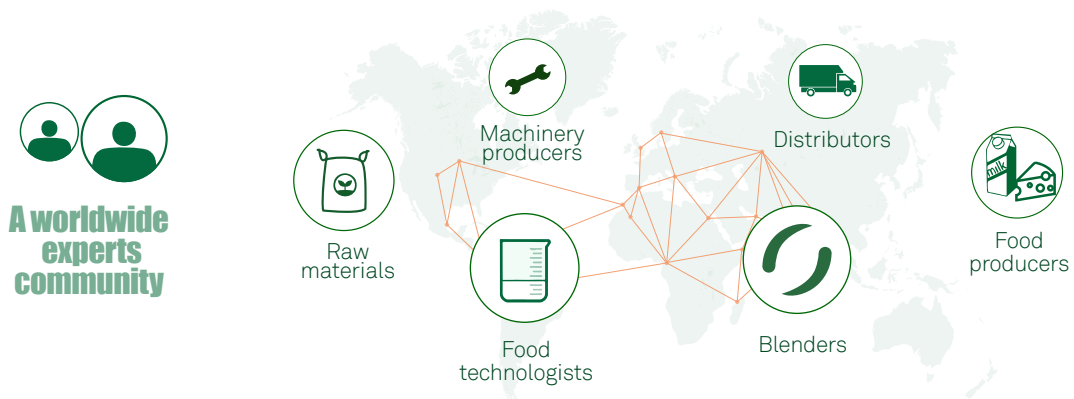 A worldwide
experts
community
Raw
materials
Machinery
producers
Food
technologists
Distributors
Blenders
milk
Food
producers